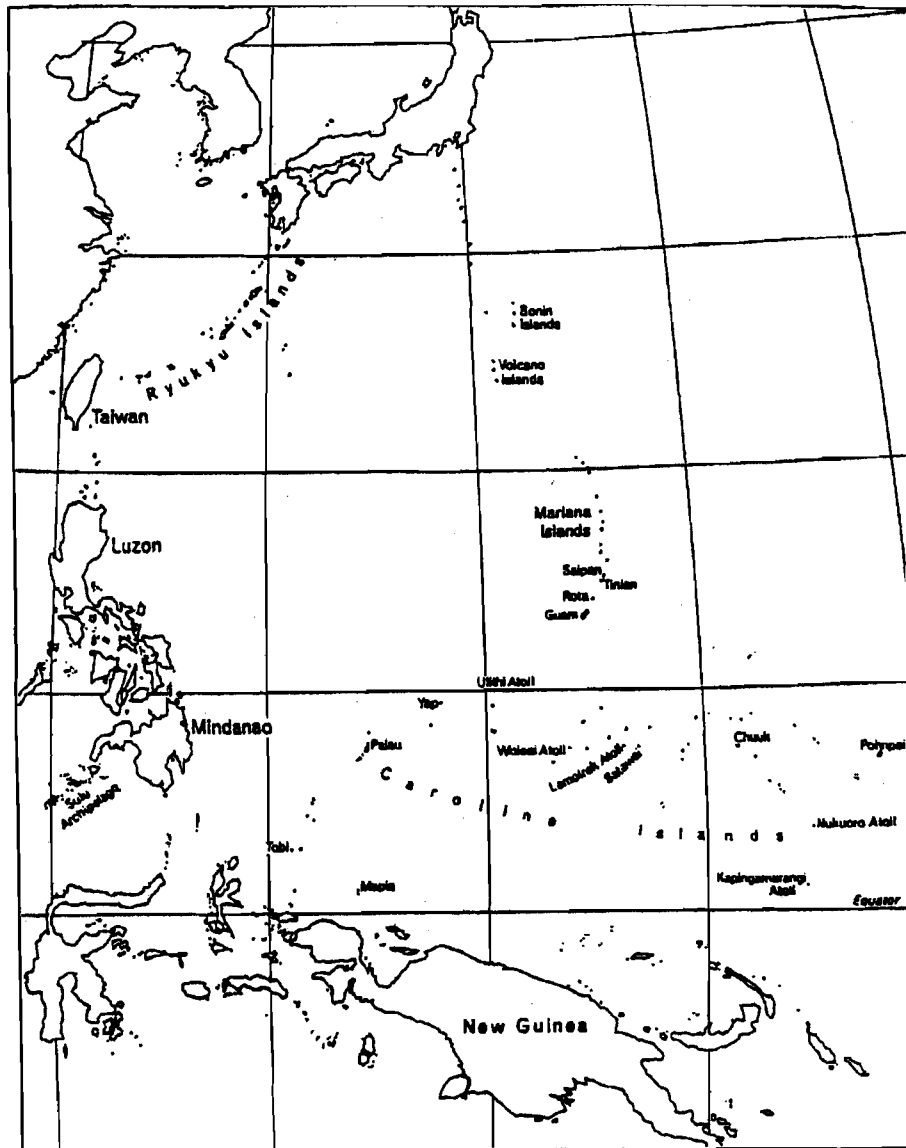 Bonin
Islands
Ryukyu Islands
Volcano
Islands
Taiwan
Mariana
Islands
Luzon
Saipan
Tinian
Rota
Guam
Ulithi Atoll
Yap
Mindanao
Palau
Woleai Atoll
Lamotrek Atoll
Satawal
Chuuk
Pohnpei
Caroline Islands
Sulu
Archipelago
Nukuoro Atoll
Tobi
Mapia
Kapingamarangi
Atoll
Equator
New Guinea